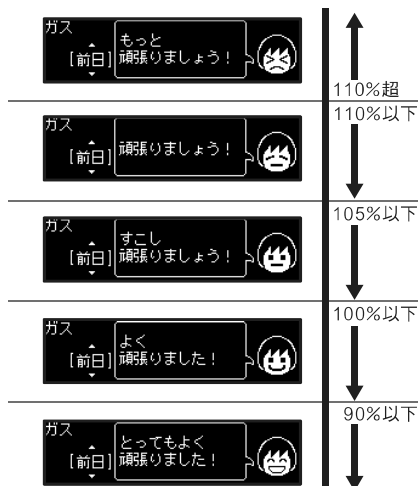 ガス
もっと
[前日]
頑張りましょう！
110%超
110%以下
ガス
[前日]
頑張りましょう！
105%以下
ガス
すこし
[前日]
頑張りましょう！
100%以下
ガス
よく
[前日]
頑張りました！
90%以下
ガス
とってもよく
[前日]
頑張りました！